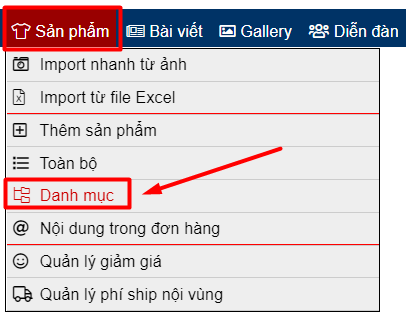 Sản phẩm Bài viết Gallery Diễn đàn
Import nhanh từ ảnh
Import từ file Excel
Thêm sản phẩm
Toàn bộ
Danh mục
Nội dung trong đơn hàng
Quản lý giảm giá
Quản lý phí ship nội vùng